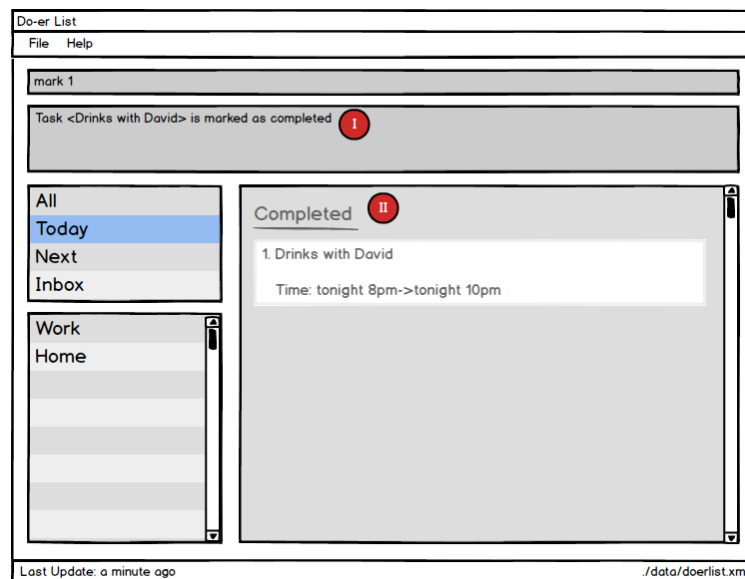 Do-er List
File Help
mark 1
Task <Drinks with David> is marked as completed
I
All
Today
Next
Inbox
Work
Home
Completed
II
1. Drinks with David
Time: tonight 8pm->tonight 10pm
Last Update: a minute ago
./data/doerlist.xm